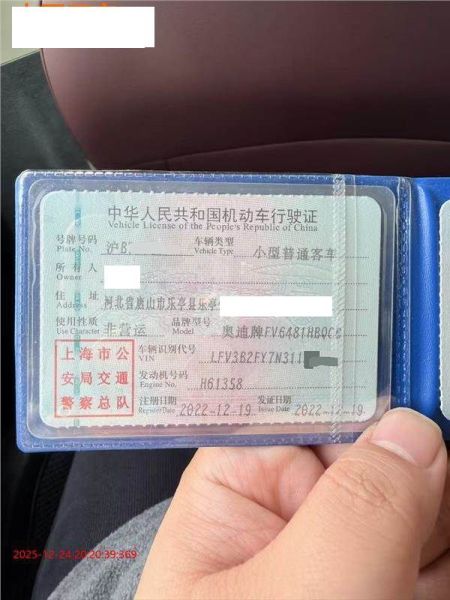 中华人民共和国机动车行驶证
Vehicle License of the People's Republic of China
号牌号码 沪B 车辆类型 小型普通客车
Plate No. Vehicle Type
所有人
Owner
住址 河北省唐山市乐亭县乐亭
Address
使用性质 非营运 品牌型号 奥迪牌FV6481HBQCG
Use Character Model
上海市公
安局交通
警察总队
车辆识别代号 LFV3B2FY7N311
VIN
发动机号码 H61358
Engine No.
注册日期 2022-12-19 发证日期 2022-12-19
Register Date Issue Date
2025-12-24 20:20:39:369